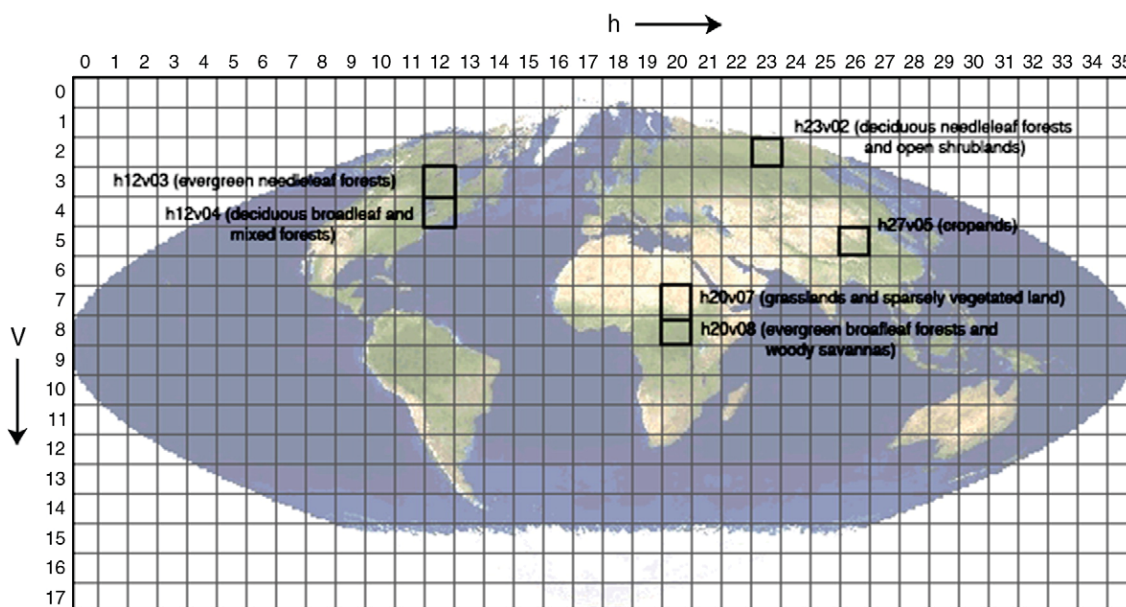 h
0 1 2 3 4 5 6 7 8 9 10 11 12 13 14 15 16 17 18 19 20 21 22 23 24 25 26 27 28 29 30 31 32 33 34 35
0
1
h23v02 (deciduous needleleaf forests
and open shrublands)
2
3
h12v03 (evergreen needleleaf forests)
4
h12v04 (deciduous broadleaf and
mixed forests)
h27v05 (cropands)
5
6
7
h20v07 (grasslands and sparsely vegetated land)
V
8
h20v08 (evergreen broafleaf forests and
woody savannas)
9
10
11
12
13
14
15
16
17